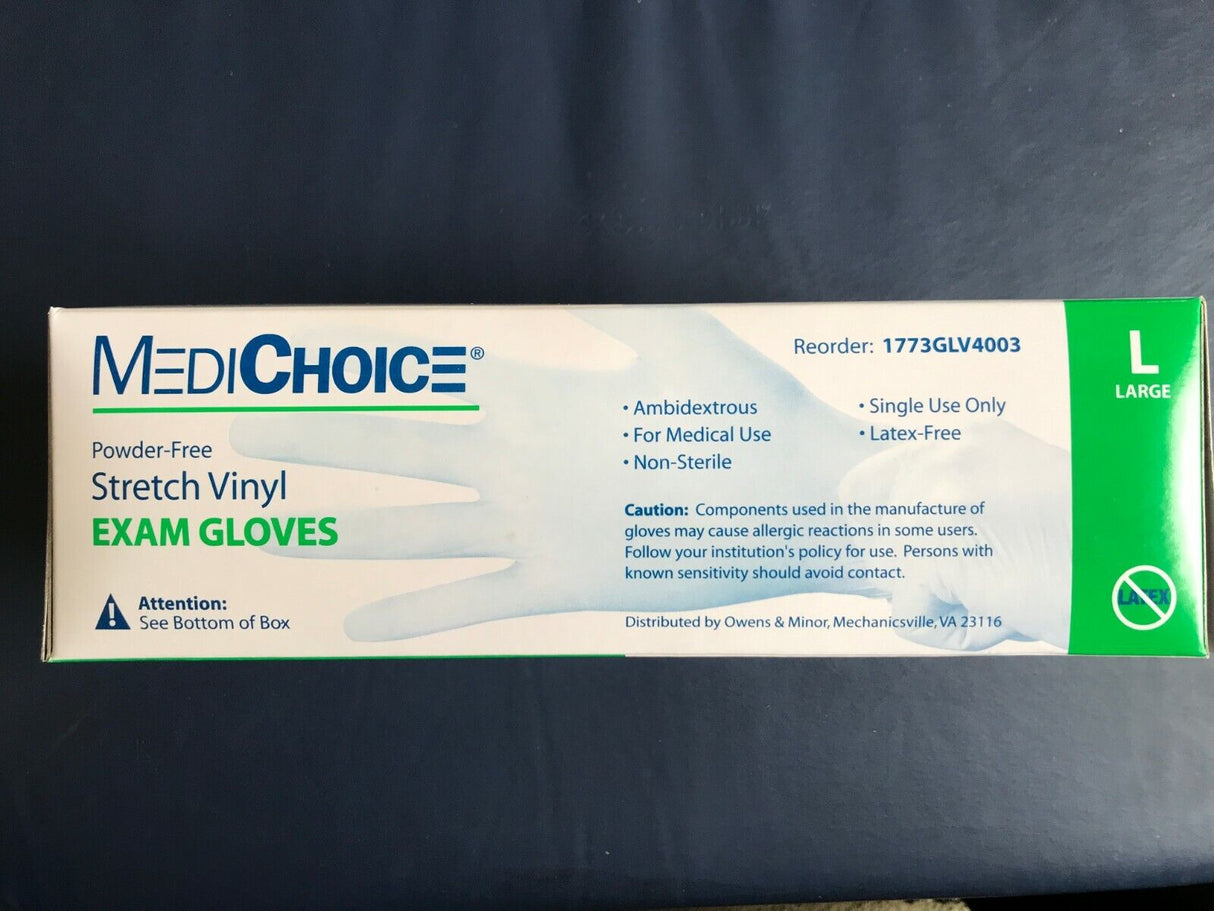 MEDICHOICE®
Powder-Free
Stretch Vinyl
EXAM GLOVES
Attention:
See Bottom of Box
Reorder: 1773GLV4003
• Ambidextrous
• For Medical Use
• Non-Sterile
• Single Use Only
• Latex-Free
Caution: Components used in the manufacture of
gloves may cause allergic reactions in some users.
Follow your institution's policy for use. Persons with
known sensitivity should avoid contact.
Distributed by Owens & Minor, Mechanicsville, VA 23116
L
LARGE
LATEX